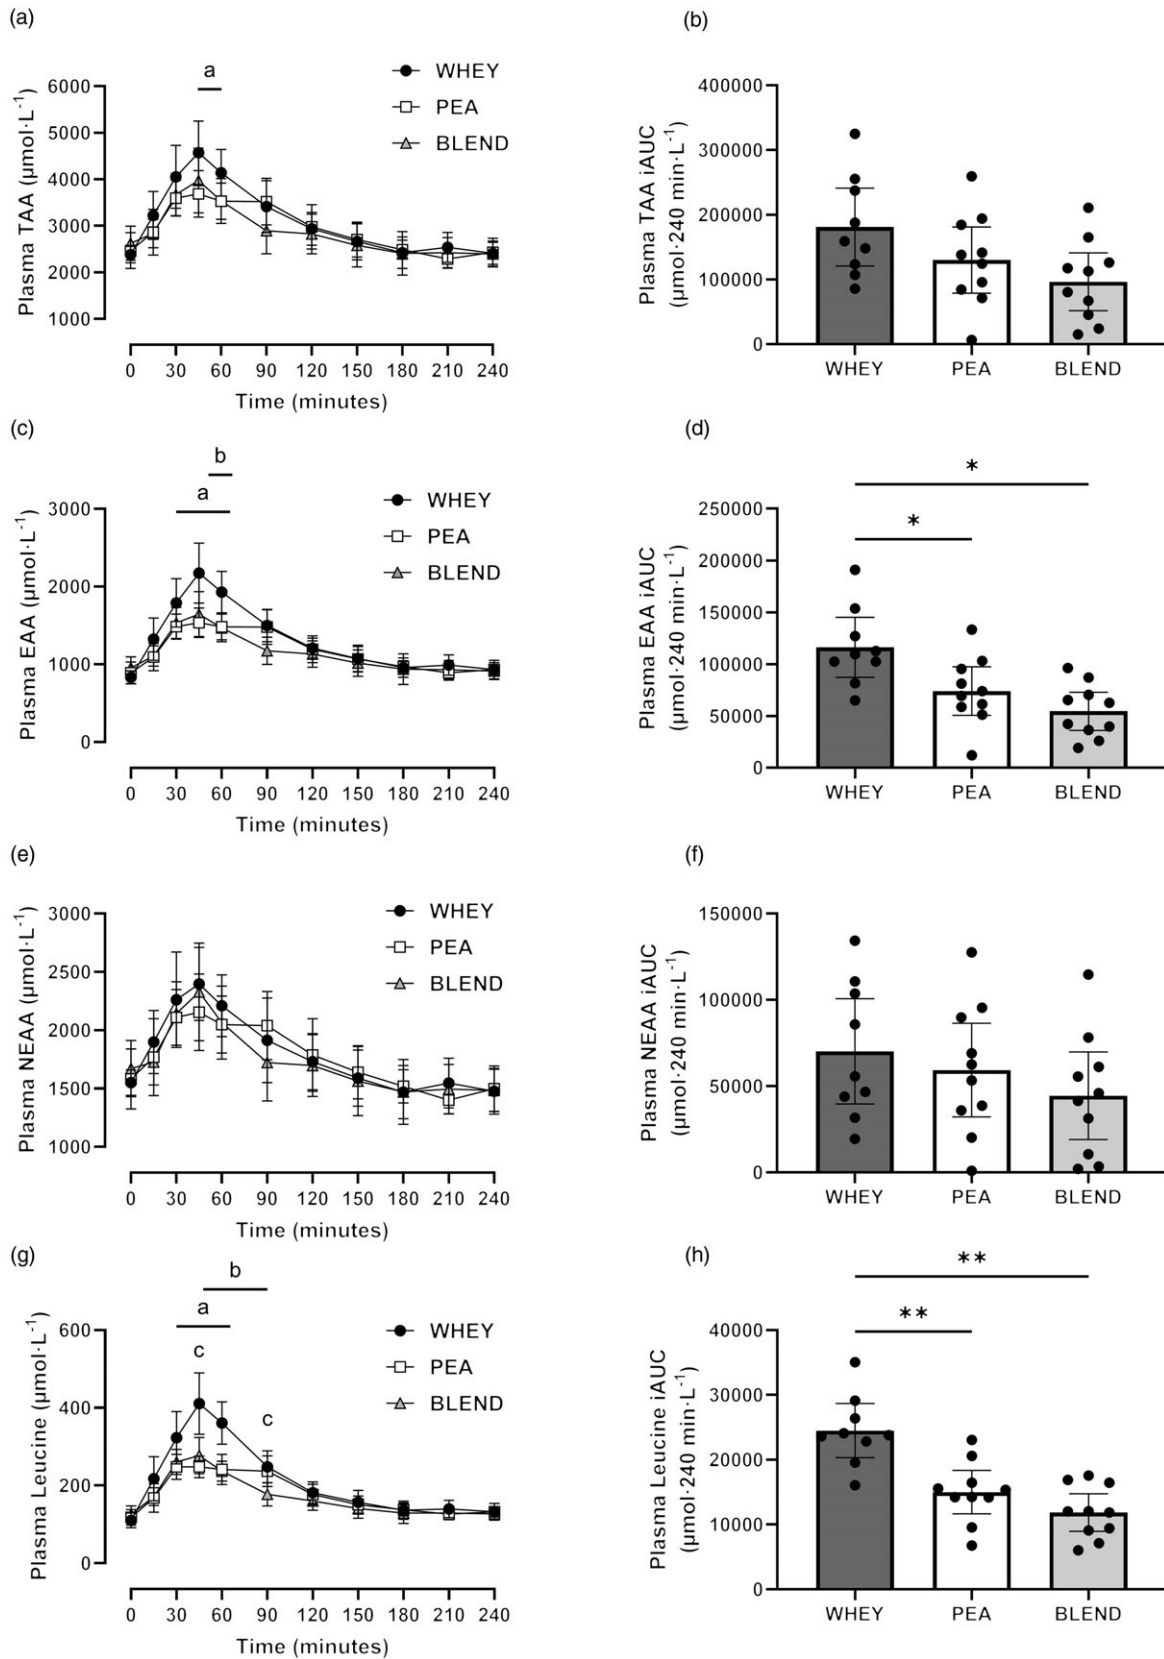 (a)
a
WHEY
PEA
BLEND
Plasma TAA (µmol·L⁻¹)
6000
5000
4000
3000
2000
1000
0 30 60 90 120 150 180 210 240
Time (minutes)
(b)
Plasma TAA iAUC
(µmol·240 min·L⁻¹)
400000
300000
200000
100000
0
WHEY PEA BLEND
(c)
b
a
WHEY
PEA
BLEND
Plasma EAA (µmol·L⁻¹)
3000
2000
1000
0
0 30 60 90 120 150 180 210 240
Time (minutes)
(d)
*
*
Plasma EAA iAUC
(µmol·240 min·L⁻¹)
250000
200000
150000
100000
50000
0
WHEY PEA BLEND
(e)
WHEY
PEA
BLEND
Plasma NEAA (µmol·L⁻¹)
3000
2500
2000
1500
1000
0 30 60 90 120 150 180 210 240
Time (minutes)
(f)
Plasma NEAA iAUC
(µmol·240 min·L⁻¹)
150000
100000
50000
0
WHEY PEA BLEND
(g)
b
a
c
c
WHEY
PEA
BLEND
Plasma Leucine (µmol·L⁻¹)
600
400
200
0
0 30 60 90 120 150 180 210 240
Time (minutes)
(h)
**
**
Plasma Leucine iAUC
(µmol·240 min·L⁻¹)
40000
30000
20000
10000
0
WHEY PEA BLEND